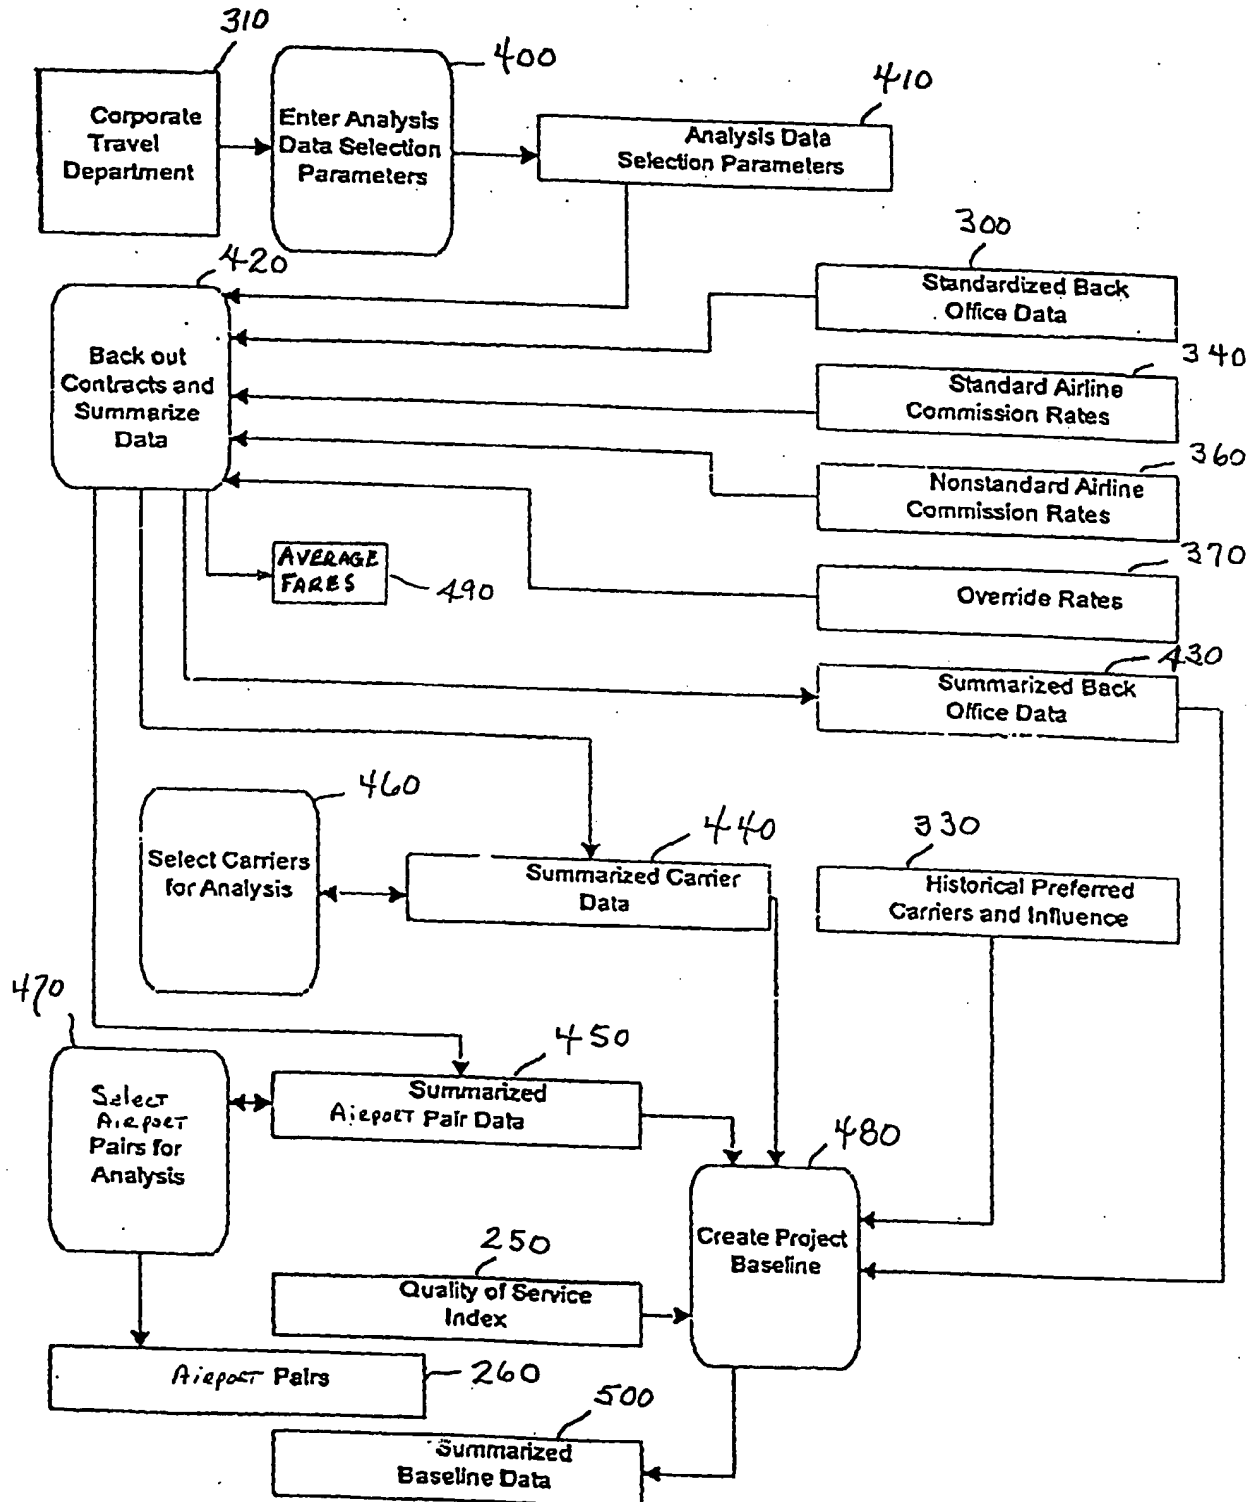 310
400
410
Corporate
Travel
Department
Enter Analysis
Data Selection
Parameters
Analysis Data
Selection Parameters
300
420
Standardized Back
Office Data
340
Back out
Contracts and
Summarize
Data
Standard Airline
Commission Rates
360
Nonstandard Airline
Commission Rates
370
AVERAGE
FARES
490
Override Rates
430
Summarized Back
Office Data
460
440
330
Select Carriers
for Analysis
Summarized Carrier
Data
Historical Preferred
Carriers and Influence
470
450
Select
Airport
Pairs for
Analysis
Summarized
Airport Pair Data
480
Create Project
Baseline
250
Quality of Service
Index
Airport Pairs
260
500
Summarized
Baseline Data